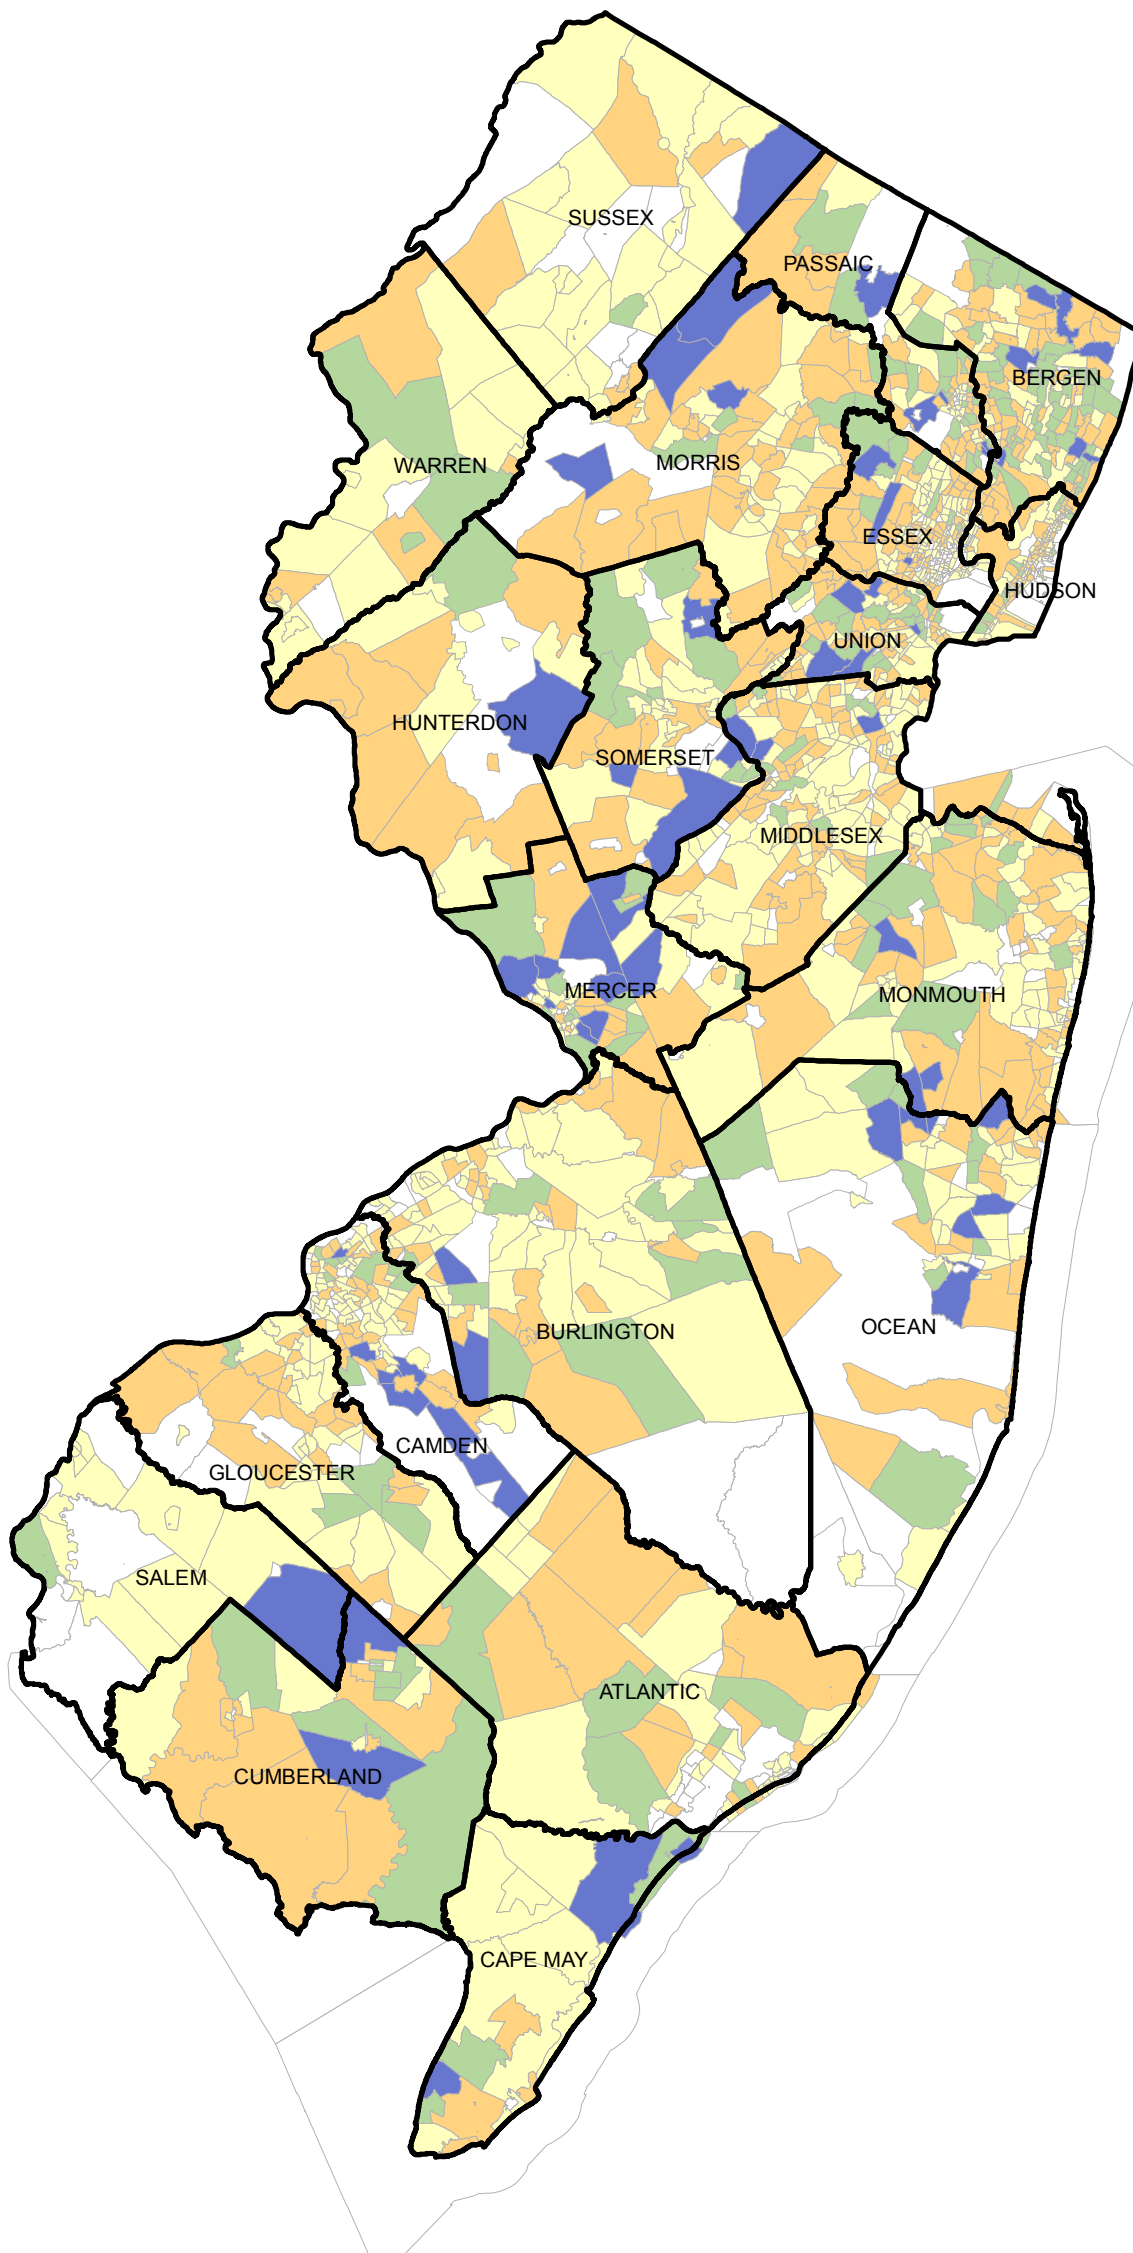 SUSSEX
PASSAIC
BERGEN
WARREN
MORRIS
ESSEX
HUDSON
UNION
HUNTERDON
SOMERSET
MIDDLESEX
MERCER
MONMOUTH
OCEAN
BURLINGTON
CAMDEN
GLOUCESTER
SALEM
ATLANTIC
CUMBERLAND
CAPE MAY